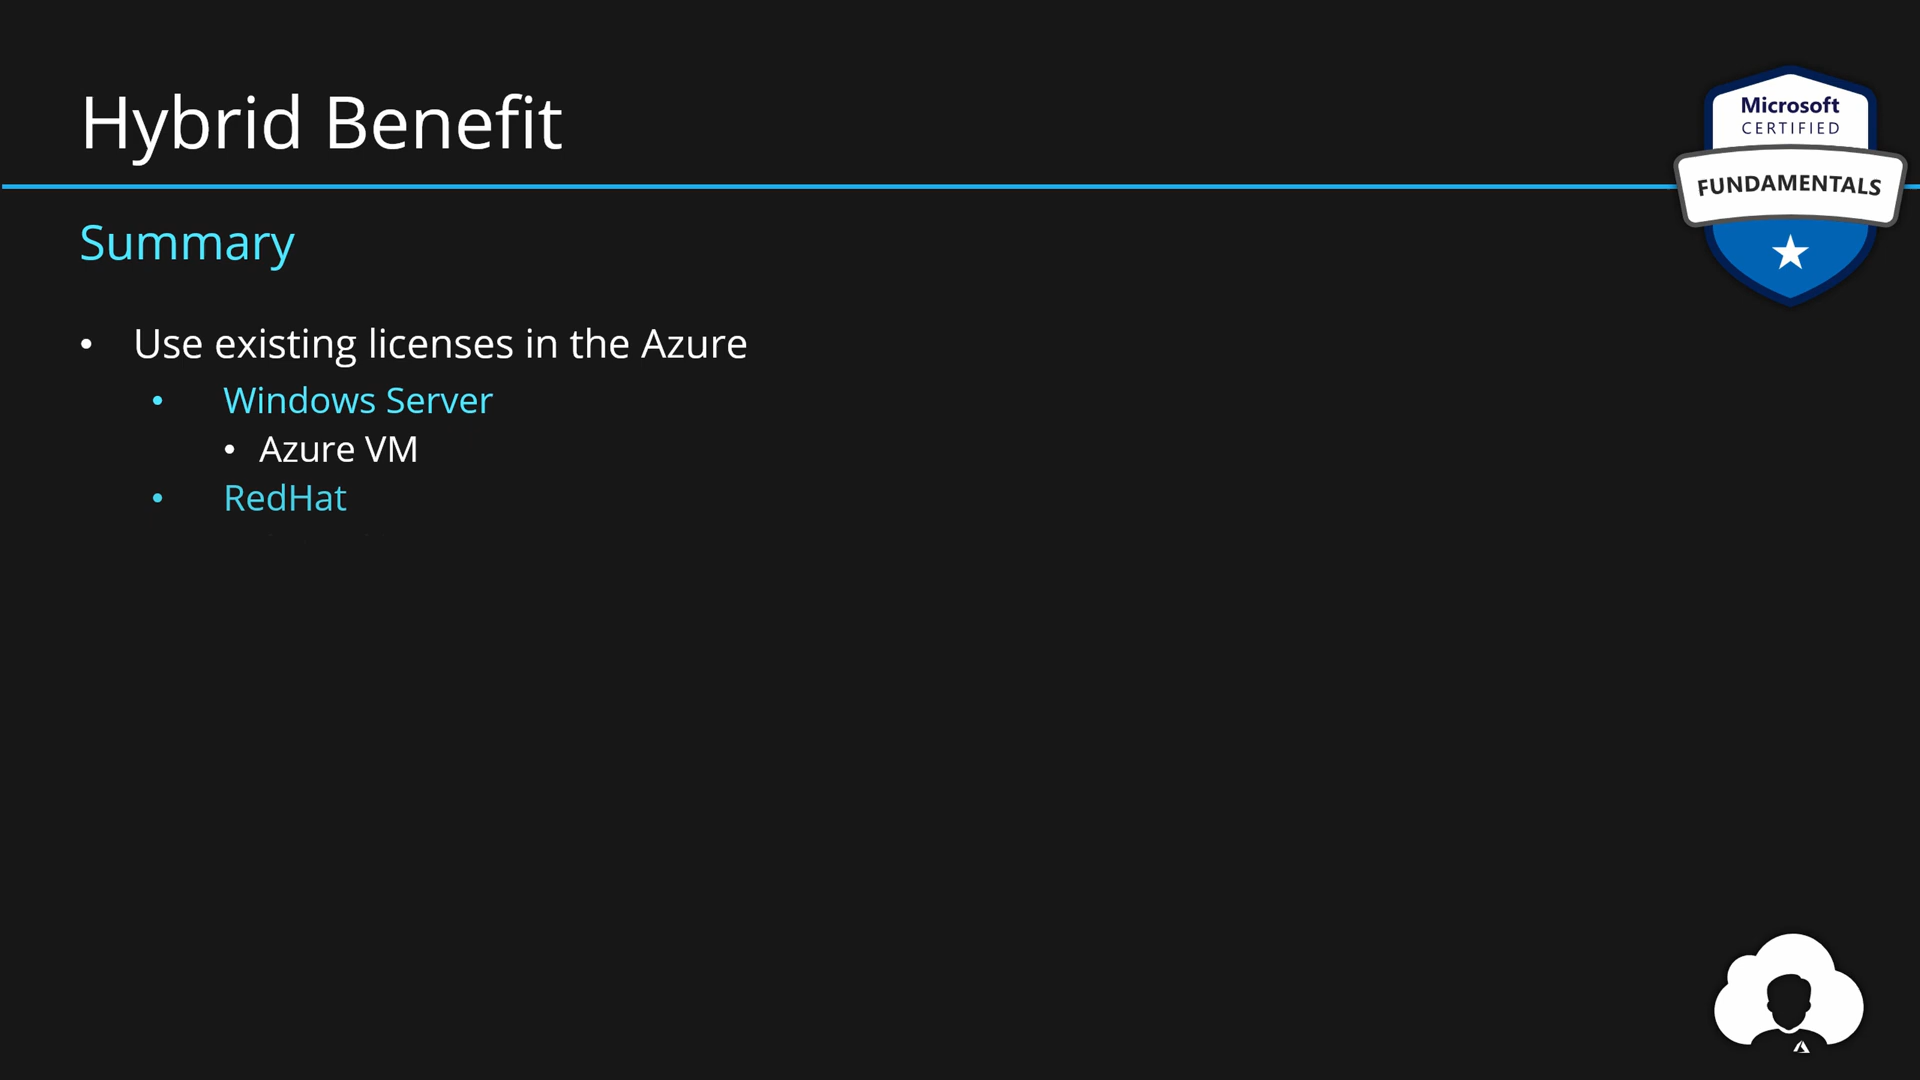 Hybrid Benefit
Microsoft
CERTIFIED
FUNDAMENTALS
Summary
• Use existing licenses in the Azure
• Windows Server
• Azure VM
• RedHat